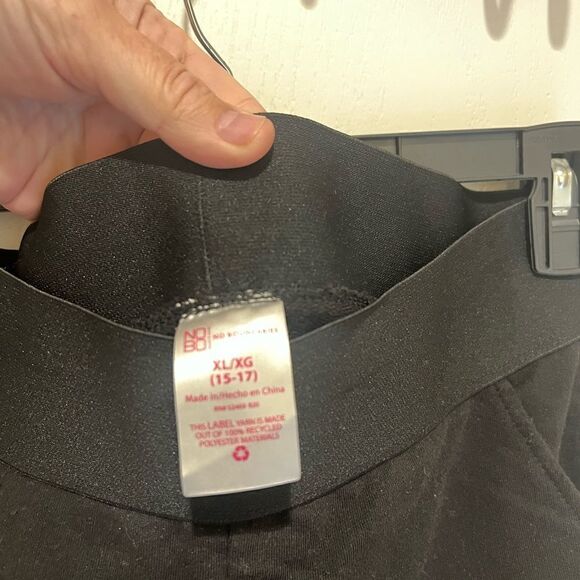 NO
BO
NO BOUNDARIES
XL/XG
(15-17)
Made in/Hecho en China
THIS LABEL YARN IS MADE
OUT OF 100% RECYCLED
POLYESTER MATERIALS